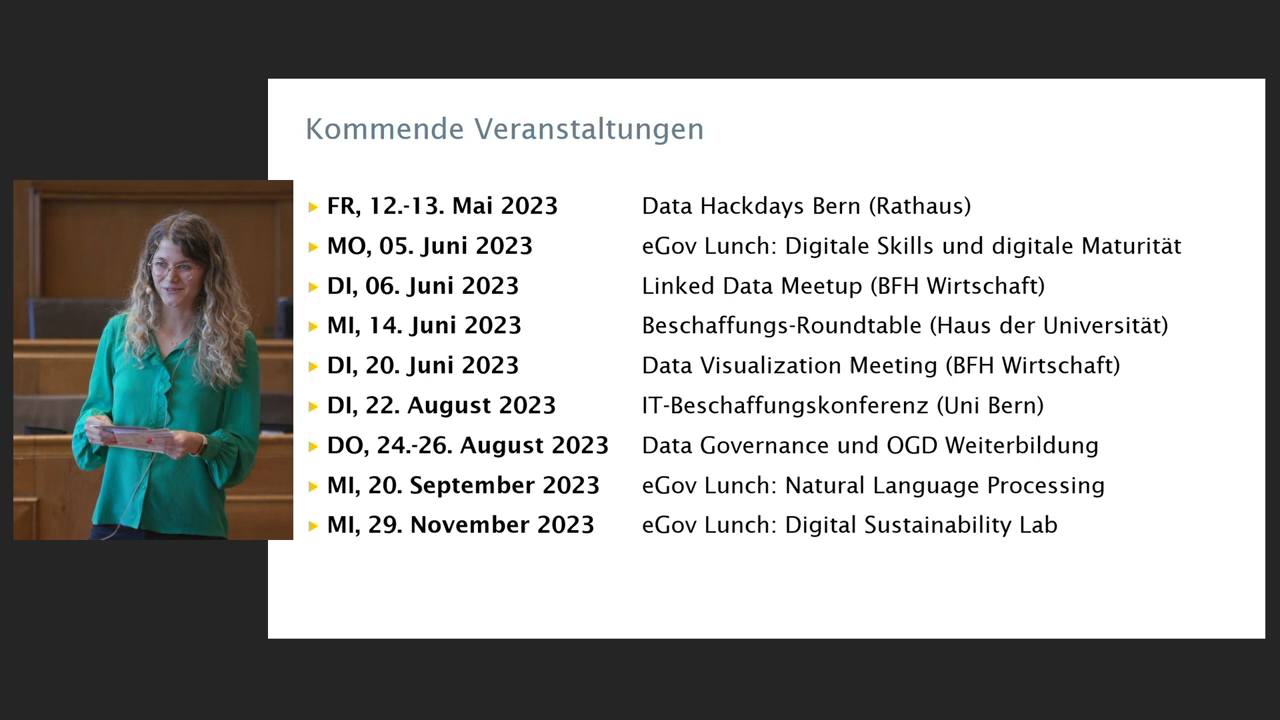 Kommende Veranstaltungen
FR, 12.-13. Mai 2023 Data Hackdays Bern (Rathaus)
MO, 05. Juni 2023 eGov Lunch: Digitale Skills und digitale Maturität
DI, 06. Juni 2023 Linked Data Meetup (BFH Wirtschaft)
MI, 14. Juni 2023 Beschaffungs-Roundtable (Haus der Universität)
DI, 20. Juni 2023 Data Visualization Meeting (BFH Wirtschaft)
DI, 22. August 2023 IT-Beschaffungskonferenz (Uni Bern)
DO, 24.-26. August 2023 Data Governance und OGD Weiterbildung
MI, 20. September 2023 eGov Lunch: Natural Language Processing
MI, 29. November 2023 eGov Lunch: Digital Sustainability Lab